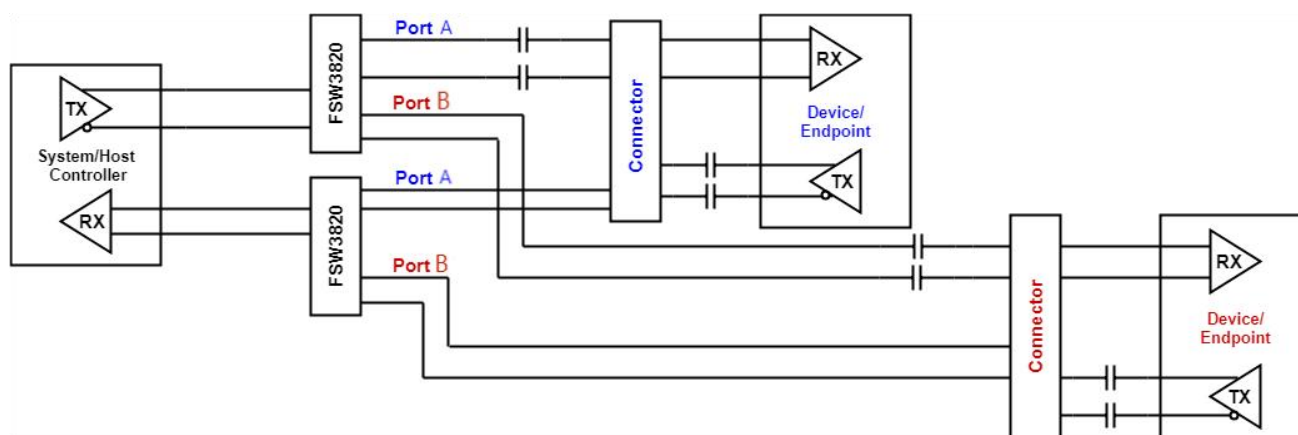 Port A
FSW3820
RX
TX
Port B
Connector
Device/
Endpoint
System/Host
Controller
TX
Port A
RX
FSW3820
Port B
RX
Connector
Device/
Endpoint
TX